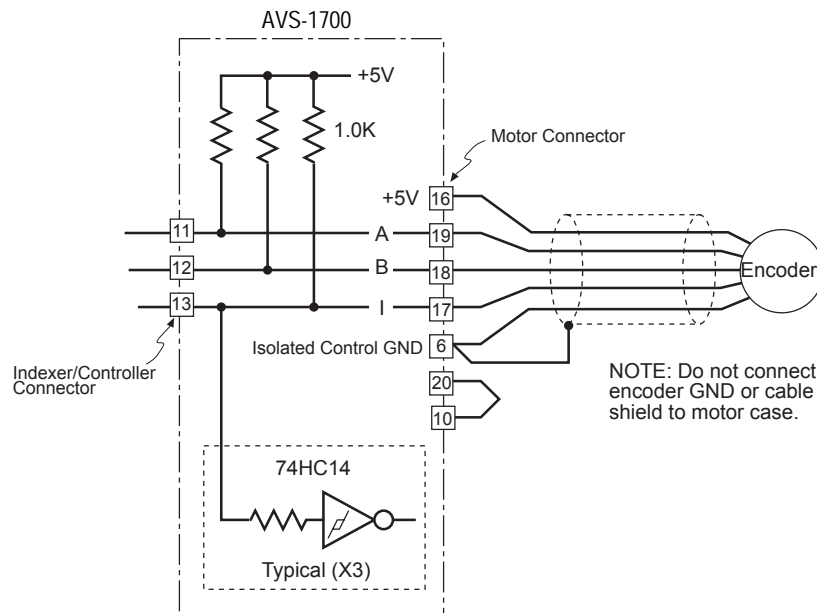 AVS-1700
+5V
1.0K
Motor Connector
+5V
16
11
A
19
12
B
18
Encoder
13
I
17
Isolated Control GND
6
Indexer/Controller
Connector
20
10
NOTE: Do not connect
encoder GND or cable
shield to motor case.
74HC14
Typical (X3)